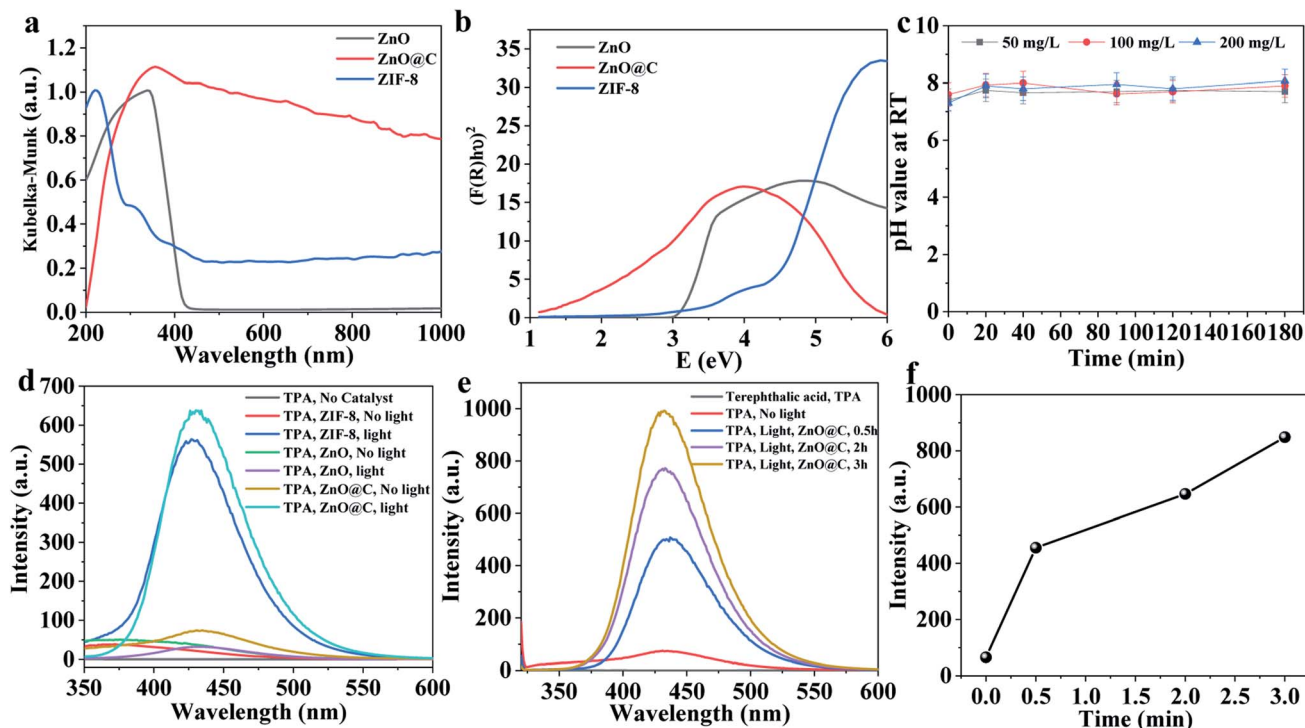 a
ZnO
ZnO@C
ZIF-8
Kubelka-Munk (a.u.)
1.2
1.0
0.8
0.6
0.4
0.2
0.0
200 400 600 800 1000
Wavelength (nm)
b
ZnO
ZnO@C
ZIF-8
(F(R)hυ)²
35
30
25
20
15
10
5
0
1 2 3 4 5 6
E (eV)
c
50 mg/L 100 mg/L 200 mg/L
pH value at RT
10
8
6
4
2
0
0 20 40 60 80 100 120 140 160 180
Time (min)
d
TPA, No Catalyst
TPA, ZIF-8, No light
TPA, ZIF-8, light
TPA, ZnO, No light
TPA, ZnO, light
TPA, ZnO@C, No light
TPA, ZnO@C, light
Intensity (a.u.)
700
650
600
550
500
450
400
350
300
250
200
150
100
50
0
350 400 450 500 550 600
Wavelength (nm)
e
Terephthalic acid, TPA
TPA, No light
TPA, Light, ZnO@C, 0.5h
TPA, Light, ZnO@C, 2h
TPA, Light, ZnO@C, 3h
Intensity (a.u.)
1000
800
600
400
200
0
350 400 450 500 550 600
Wavelength (nm)
f
Intensity (a.u.)
1000
800
600
400
200
0
0.0 0.5 1.0 1.5 2.0 2.5 3.0
Time (min)